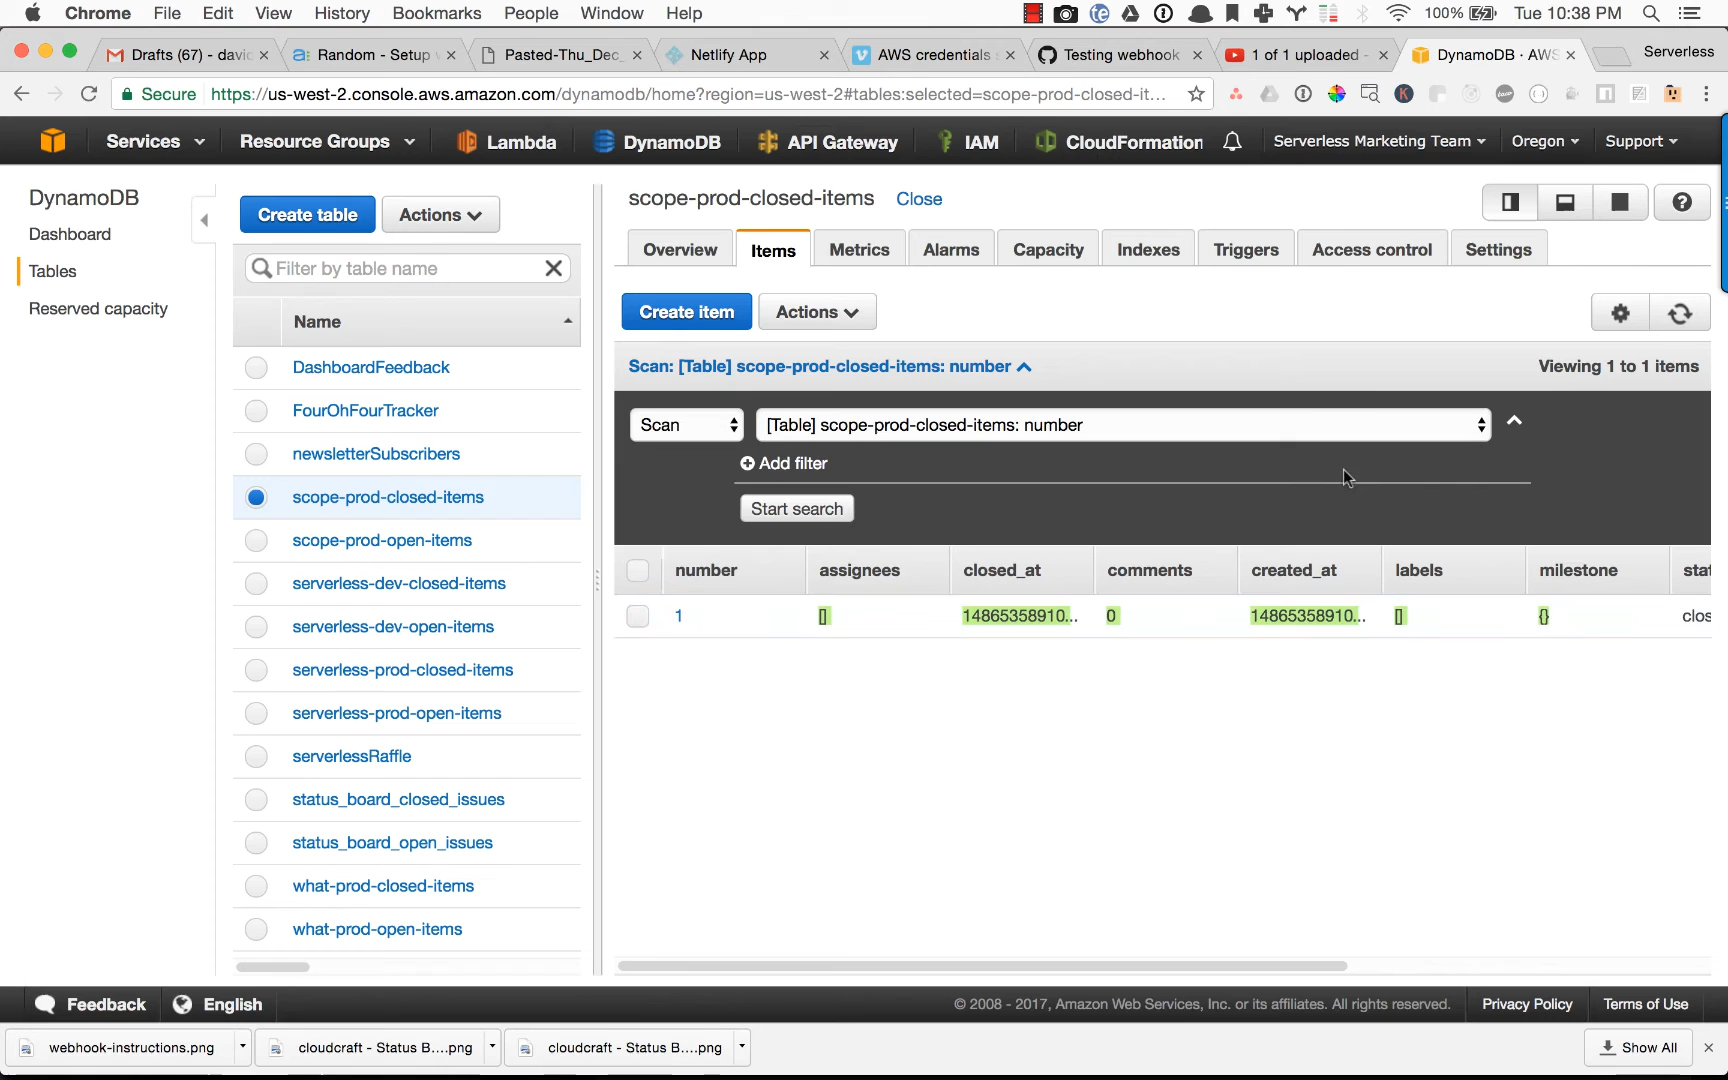 Chrome File Edit View History Bookmarks People Window Help 100% Tue 10:38 PM
Drafts (67) - davic Random - Setup Pasted-Thu_Dec_ Netlify App AWS credentials Testing webhook 1 of 1 uploaded - DynamoDB · AWS Serverless
Secure https://us-west-2.console.aws.amazon.com/dynamodb/home?region=us-west-2#tables:selected=scope-prod-closed-it...
Services Resource Groups Lambda DynamoDB API Gateway IAM CloudFormation Serverless Marketing Team Oregon Support
DynamoDB
Dashboard
Tables
Reserved capacity
Create table Actions
Filter by table name
Name
DashboardFeedback
FourOhFourTracker
newsletterSubscribers
scope-prod-closed-items
scope-prod-open-items
serverless-dev-closed-items
serverless-dev-open-items
serverless-prod-closed-items
serverless-prod-open-items
serverlessRaffle
status_board_closed_issues
status_board_open_issues
what-prod-closed-items
what-prod-open-items
scope-prod-closed-items Close
Overview Items Metrics Alarms Capacity Indexes Triggers Access control Settings
Create item Actions
Scan: [Table] scope-prod-closed-items: number Viewing 1 to 1 items
Scan [Table] scope-prod-closed-items: number
Add filter
Start search
number assignees closed_at comments created_at labels milestone stat
1 [] 14865358910... 0 14865358910... [] {} clos
Feedback English © 2008 - 2017, Amazon Web Services, Inc. or its affiliates. All rights reserved. Privacy Policy Terms of Use
webhook-instructions.png cloudcraft - Status B....png cloudcraft - Status B....png Show All